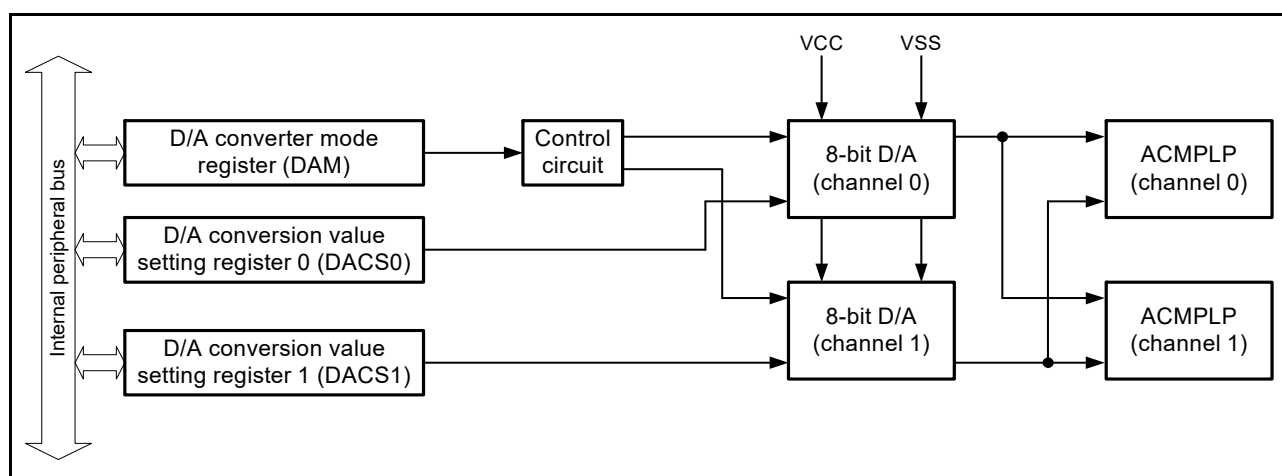 VCC
VSS
Internal peripheral bus
D/A converter mode
register (DAM)
Control
circuit
8-bit D/A
(channel 0)
ACMPLP
(channel 0)
D/A conversion value
setting register 0 (DACS0)
D/A conversion value
setting register 1 (DACS1)
8-bit D/A
(channel 1)
ACMPLP
(channel 1)